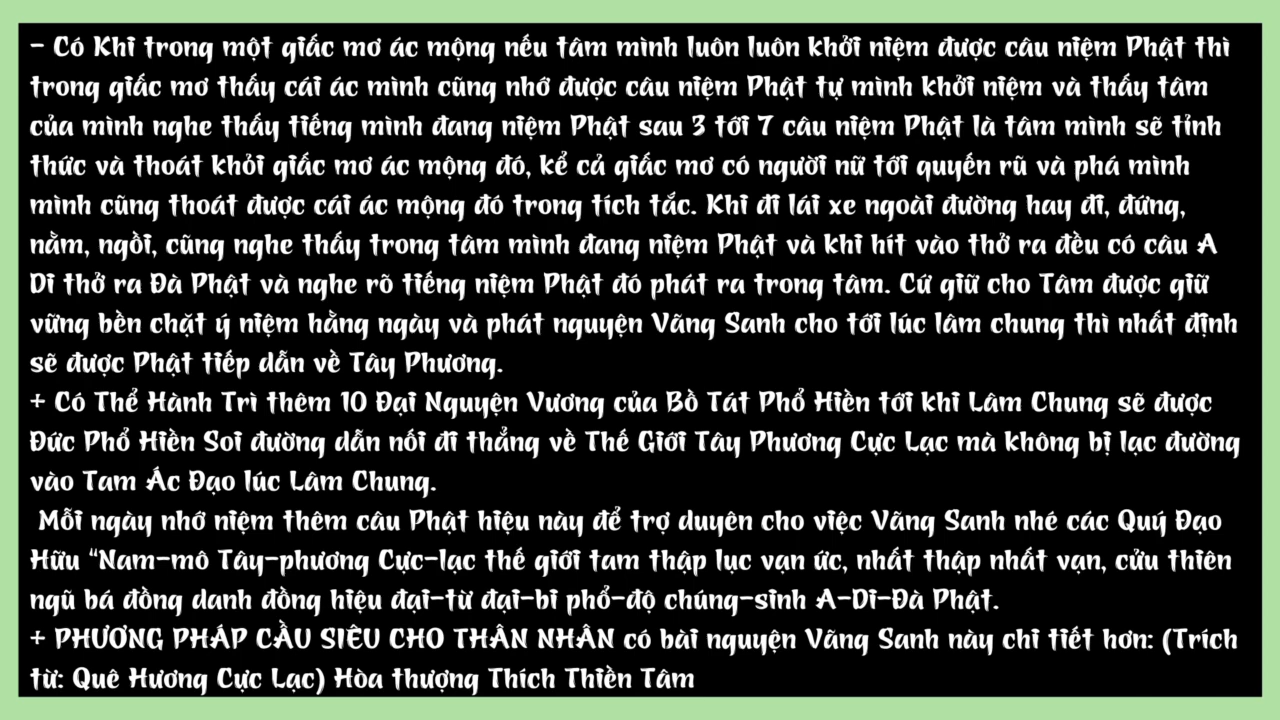 - Có Khi trong một giấc mơ ác mộng nếu tâm mình luôn luôn khởi niệm được câu niệm Phật thì
trong giấc mơ thấy cái ác mình cũng nhớ được câu niệm Phật tự mình khởi niệm và thấy tâm
của mình nghe thấy tiếng mình đang niệm Phật sau 3 tới 7 câu niệm Phật là tâm mình sẽ tỉnh
thức và thoát khỏi giấc mơ ác mộng đó, kể cả giấc mơ có người nữ tới quyến rũ và phá mình
mình cũng thoát được cái ác mộng đó trong tích tắc. Khi đi lái xe ngoài đường hay đi, đứng,
nằm, ngồi, cũng nghe thấy trong tâm mình đang niệm Phật và khi hít vào thở ra đều có câu A
Di thở ra Đà Phật và nghe rõ tiếng niệm Phật đó phát ra trong tâm. Cứ giữ cho Tâm được giữ
vững bền chặt ý niệm hằng ngày và phát nguyện Vãng Sanh cho tới lúc lâm chung thì nhất định
sẽ được Phật tiếp dẫn về Tây Phương.
+ Có Thể Hành Trì thêm 10 Đại Nguyện Vương của Bồ Tát Phổ Hiền tới khi Lâm Chung sẽ được
Đức Phổ Hiền Soi đường dẫn nối đi thẳng về Thế Giới Tây Phương Cực Lạc mà không bị lạc đường
vào Tam Ác Đạo lúc Lâm Chung.
Mỗi ngày nhớ niệm thêm câu Phật hiệu này để trợ duyên cho việc Vãng Sanh nhé các Quý Đạo
Hữu “Nam-mô Tây-phương Cực-lạc thế giới tam thập lục vạn ức, nhất thập nhất vạn, cửu thiên
ngũ bá đồng danh đồng hiệu đại-từ đại-bi phổ-độ chúng-sinh A-Di-Đà Phật.
+ PHƯƠNG PHÁP CẦU SIÊU CHO THÂN NHÂN có bài nguyện Vãng Sanh này chi tiết hơn: (Trích
từ: Quê Hương Cực Lạc) Hòa thượng Thích Thiền Tâm